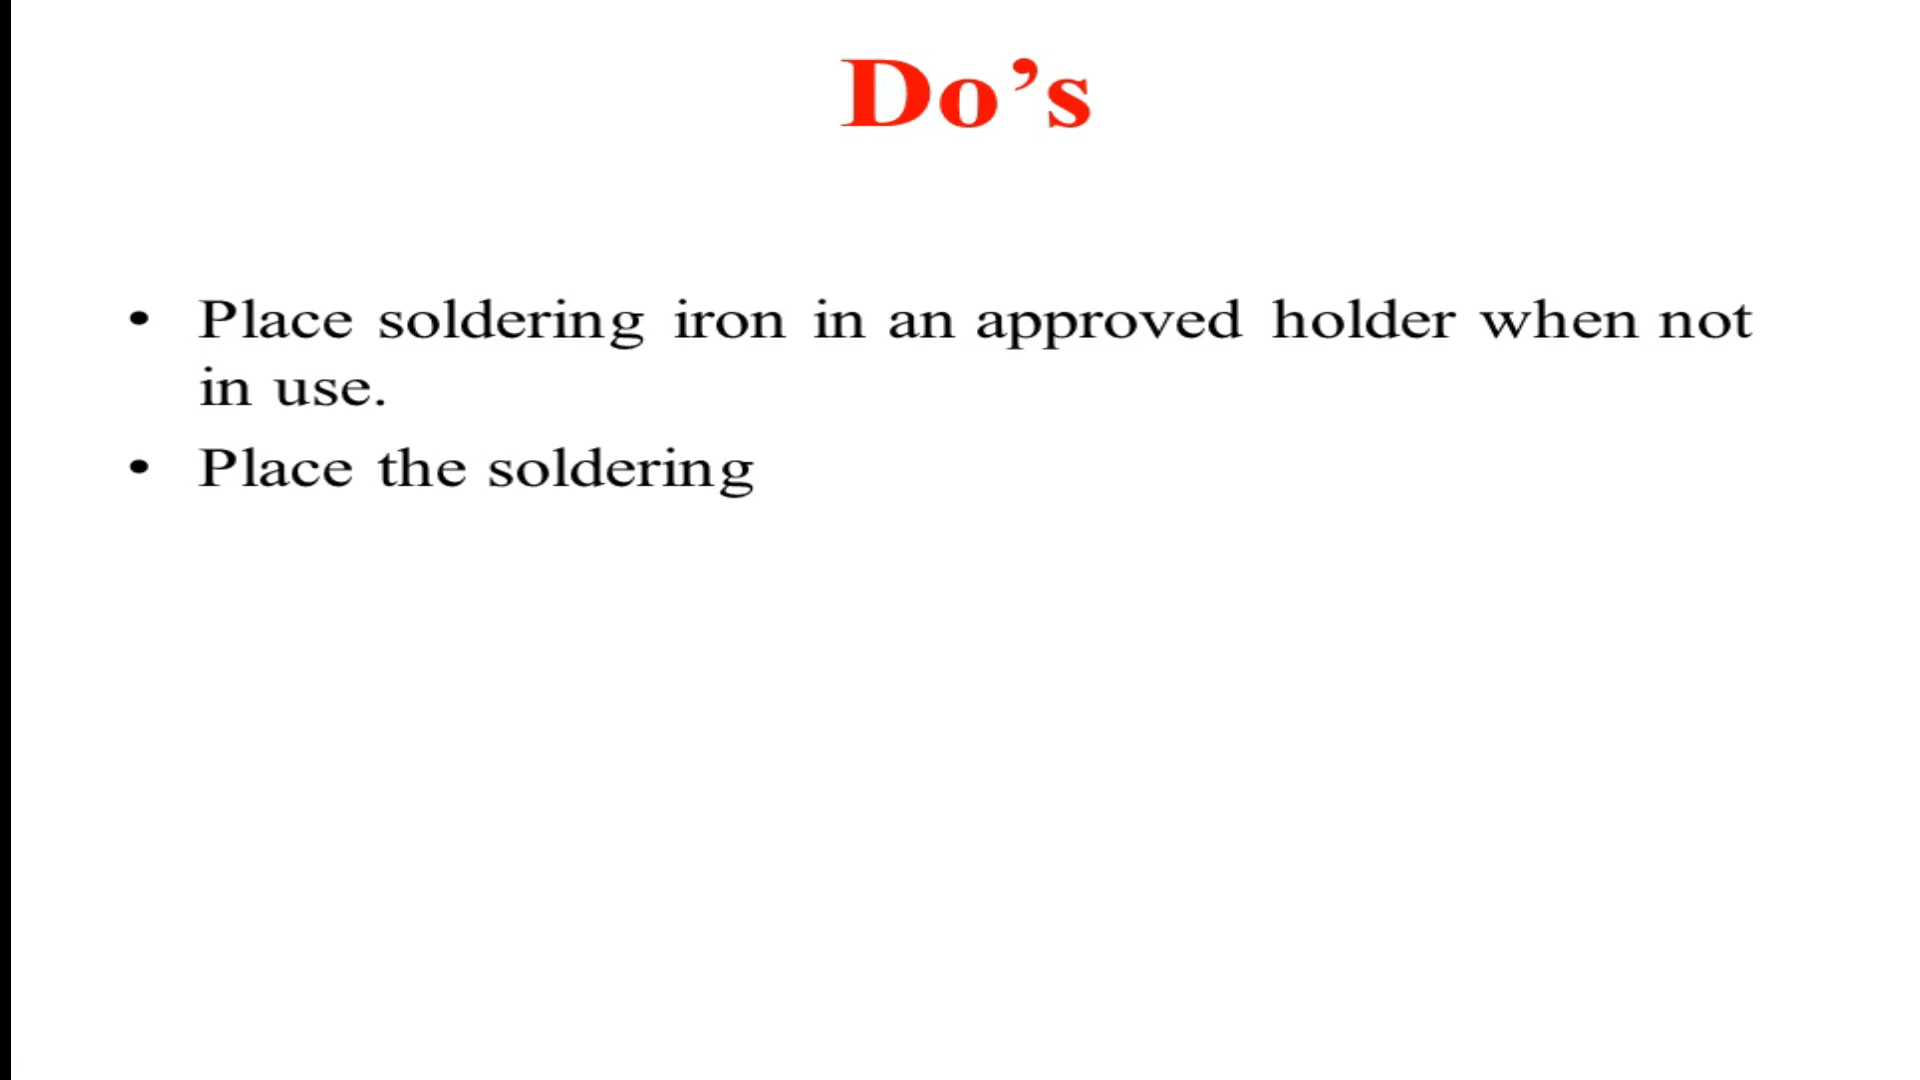 Do’s
• Place soldering iron in an approved holder when not
in use.
• Place the soldering